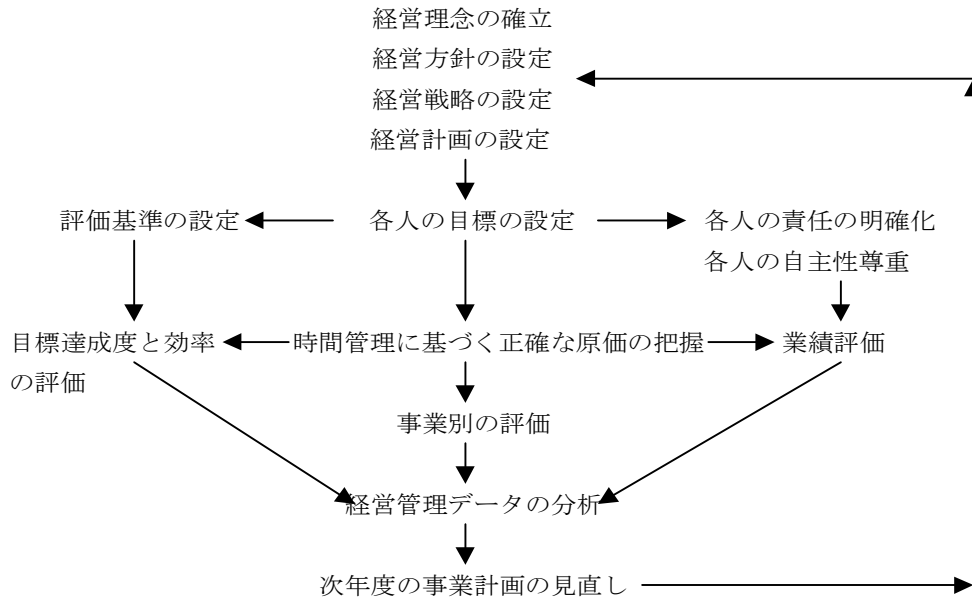 経営理念の確立
経営方針の設定
経営戦略の設定
経営計画の設定
評価基準の設定
各人の目標の設定
各人の責任の明確化
各人の自主性尊重
目標達成度と効率
の評価
時間管理に基づく正確な原価の把握
業績評価
事業別の評価
経営管理データの分析
次年度の事業計画の見直し